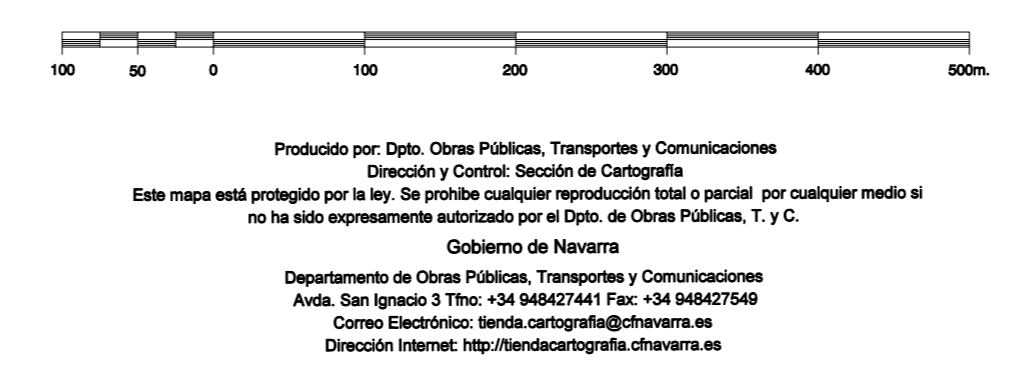 100 50 0 100 200 300 400 500m.
Producido por: Dpto. Obras Públicas, Transportes y Comunicaciones
Dirección y Control: Sección de Cartografía
Este mapa está protegido por la ley. Se prohibe cualquier reproducción total o parcial por cualquier medio si
no ha sido expresamente autorizado por el Dpto. de Obras Públicas, T. y C.
Gobierno de Navarra
Departamento de Obras Públicas, Transportes y Comunicaciones
Avda. San Ignacio 3 Tfno: +34 948427441 Fax: +34 948427549
Correo Electrónico: tienda.cartografia@cfnavarra.es
Dirección Internet: http://tiendacartografia.cfnavarra.es